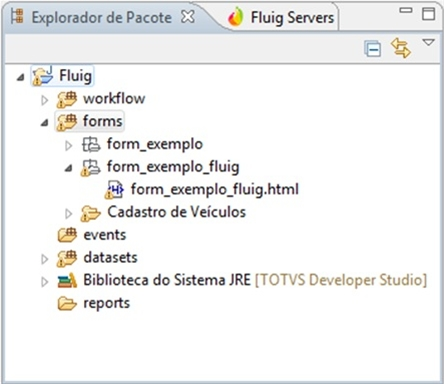 Explorador de Pacote Fluig Servers
Fluig
workflow
forms
form_exemplo
form_exemplo_fluig
form_exemplo_fluig.html
Cadastro de Veículos
events
datasets
Biblioteca do Sistema JRE [TOTVS Developer Studio]
reports